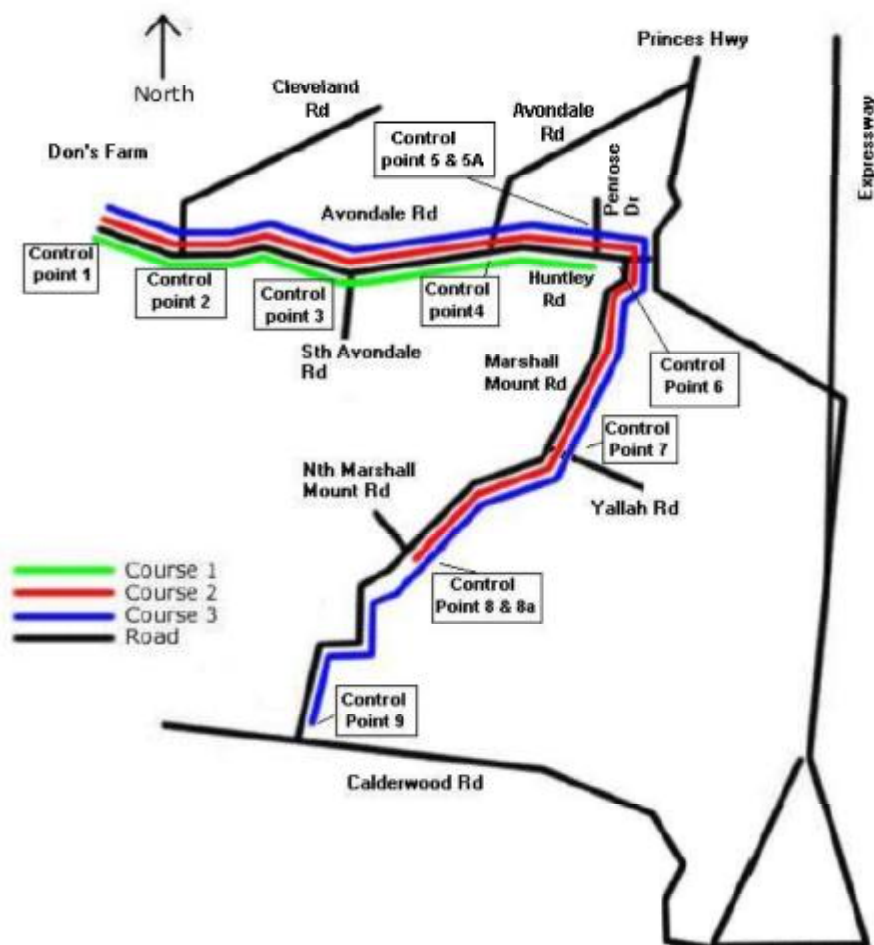 Princes Hwy
North
Cleveland
Rd
Avondale
Rd
Expressway
Control
point 5 & 5A
Don's Farm
Penrose
Dr
Avondale Rd
Control
point 1
Control
point 2
Control
point 3
Control
point4
Huntley
Rd
Sth Avondale
Rd
Marshall
Mount Rd
Control
Point 6
Control
Point 7
Nth Marshall
Mount Rd
Yallah Rd
Course 1
Course 2
Course 3
Road
Control
Point 8 & 8a
Control
Point 9
Calderwood Rd